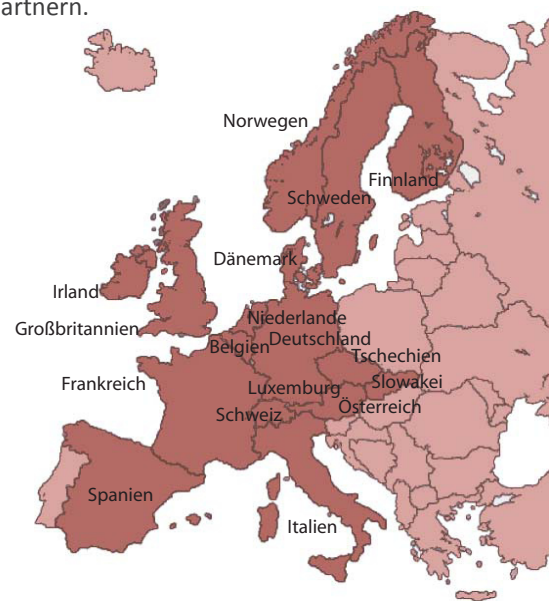 artnern.
Norwegen
Finnland
Schweden
Dänemark
Irland
Niederlande
Großbritannien
Deutschland
Belgien
Tschechien
Frankreich
Slowakei
Luxemburg
Österreich
Schweiz
Spanien
Italien